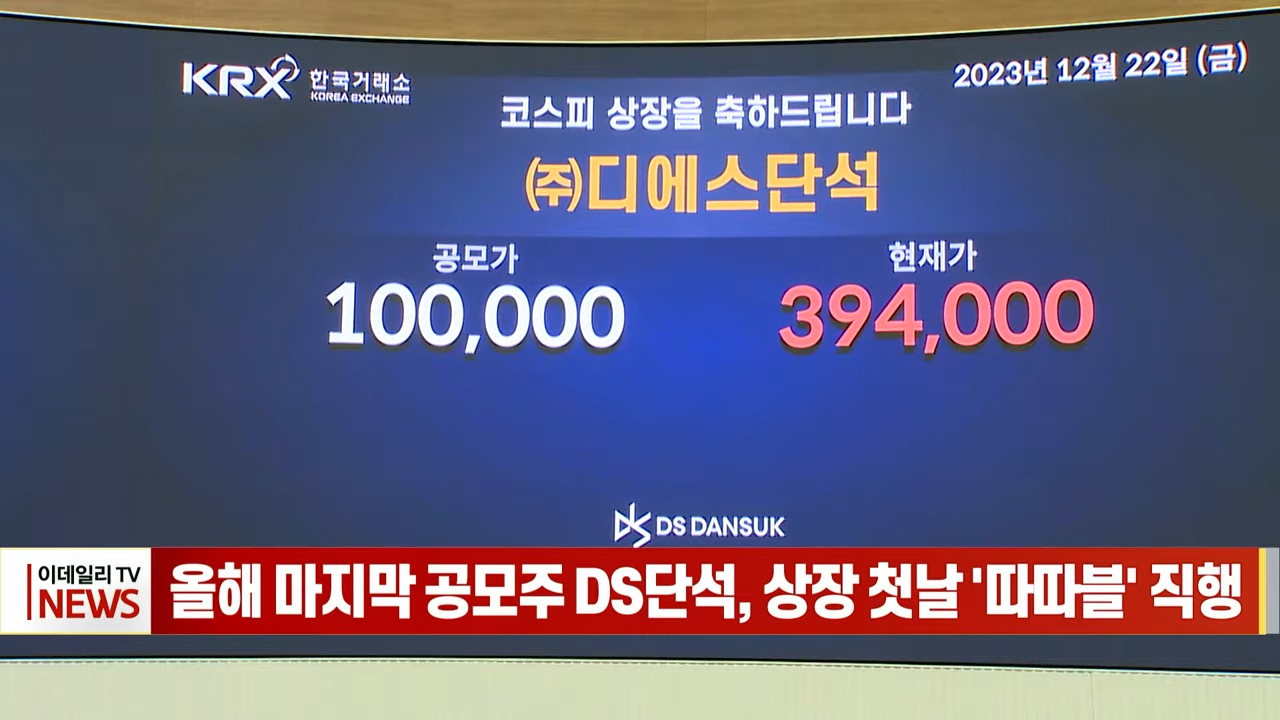 KRX 한국거래소
KOREA EXCHANGE
2023년 12월 22일 (금)
코스피 상장을 축하드립니다
㈜디에스단석
공모가
현재가
100,000
394,000
DS DANSUK
이데일리 TV
NEWS
올해 마지막 공모주 DS단석, 상장 첫날 '따따블' 직행